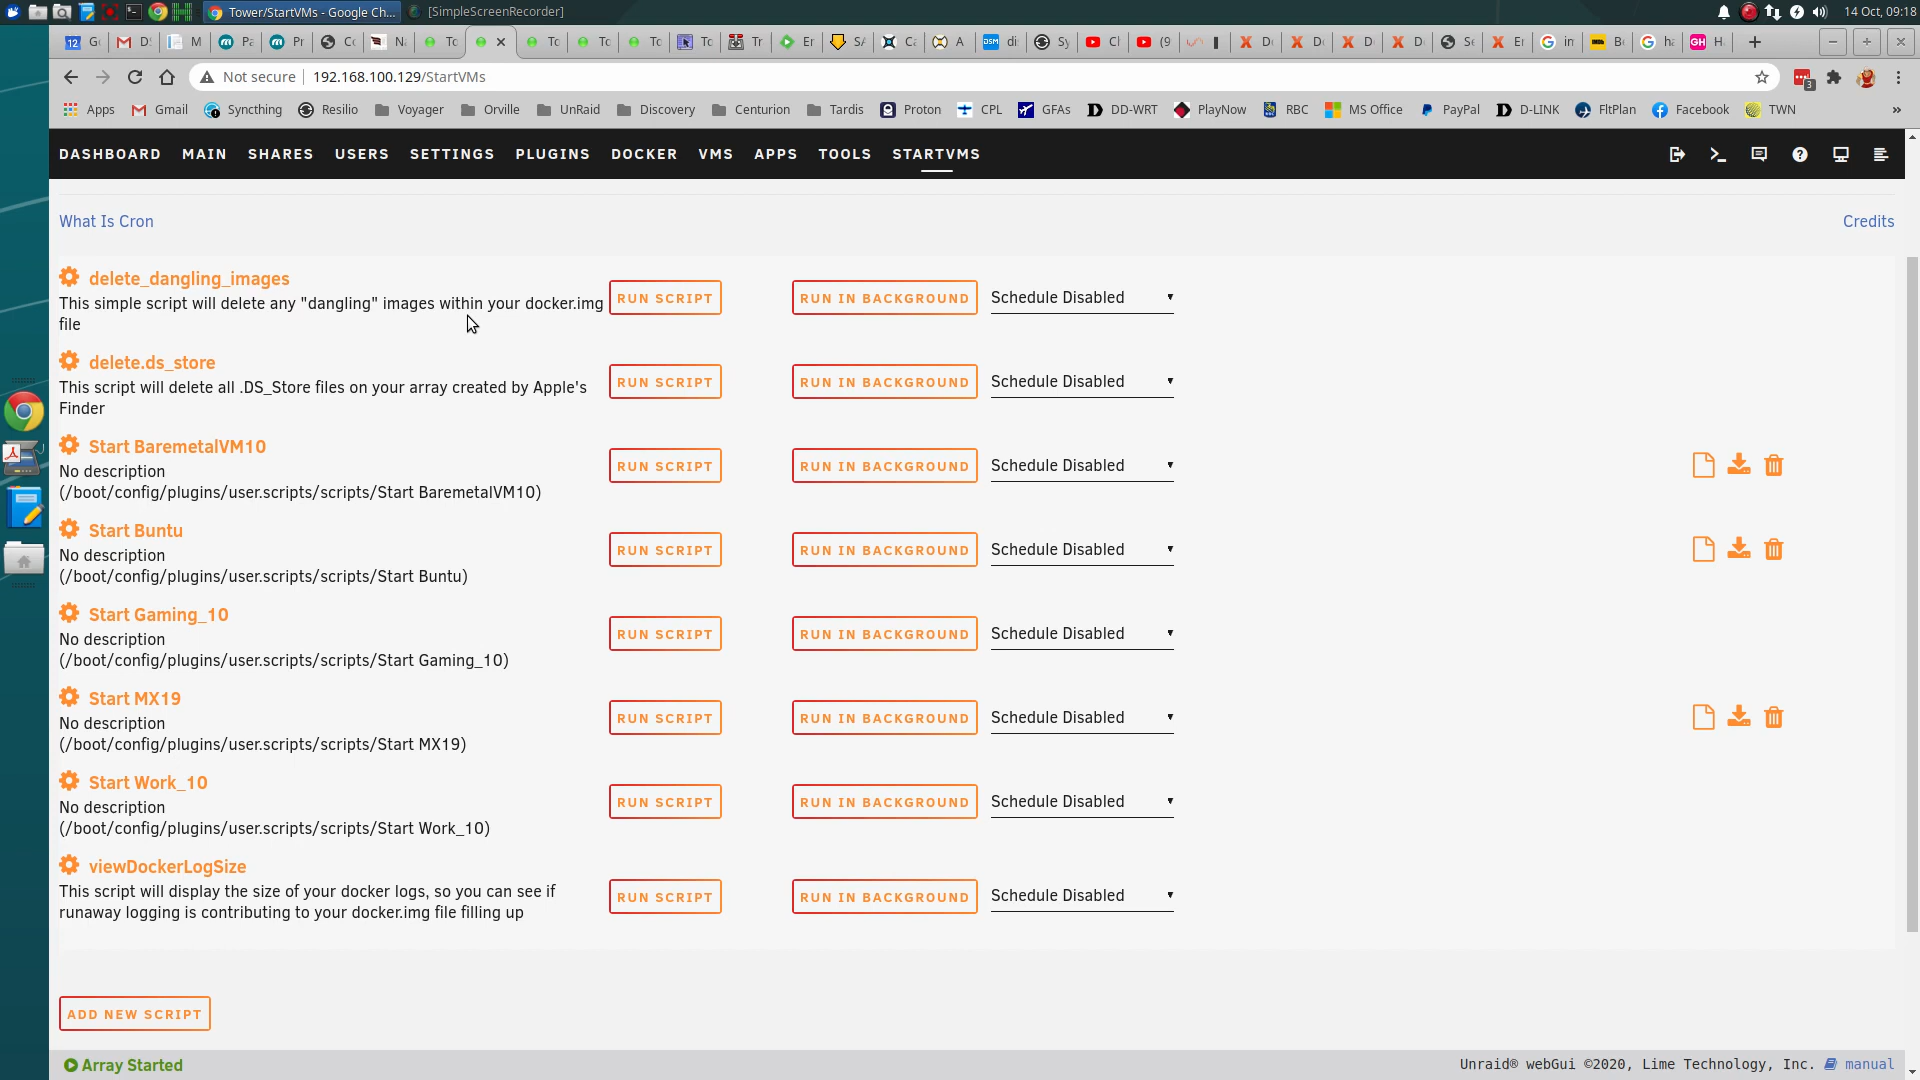 Tower/StartVMs - Google Ch...
[SimpleScreenRecorder]
14 Oct, 09:18
Not secure
192.168.100.129/StartVMs
3
Apps
Gmail
Syncthing
Resilio
Voyager
Orville
UnRaid
Discovery
Centurion
Tardis
Proton
CPL
GFAs
DD-WRT
PlayNow
RBC
MS Office
PayPal
D-LINK
FltPlan
Facebook
TWN
»
DASHBOARD
MAIN
SHARES
USERS
SETTINGS
PLUGINS
DOCKER
VMS
APPS
TOOLS
STARTVMS
What Is Cron
Credits
delete_dangling_images
This simple script will delete any "dangling" images within your docker.img
file
RUN SCRIPT
RUN IN BACKGROUND
Schedule Disabled
delete.ds_store
This script will delete all .DS_Store files on your array created by Apple's
Finder
RUN SCRIPT
RUN IN BACKGROUND
Schedule Disabled
Start BaremetalVM10
No description
(/boot/config/plugins/user.scripts/scripts/Start BaremetalVM10)
RUN SCRIPT
RUN IN BACKGROUND
Schedule Disabled
Start Buntu
No description
(/boot/config/plugins/user.scripts/scripts/Start Buntu)
RUN SCRIPT
RUN IN BACKGROUND
Schedule Disabled
Start Gaming_10
No description
(/boot/config/plugins/user.scripts/scripts/Start Gaming_10)
RUN SCRIPT
RUN IN BACKGROUND
Schedule Disabled
Start MX19
No description
(/boot/config/plugins/user.scripts/scripts/Start MX19)
RUN SCRIPT
RUN IN BACKGROUND
Schedule Disabled
Start Work_10
No description
(/boot/config/plugins/user.scripts/scripts/Start Work_10)
RUN SCRIPT
RUN IN BACKGROUND
Schedule Disabled
viewDockerLogSize
This script will display the size of your docker logs, so you can see if
runaway logging is contributing to your docker.img file filling up
RUN SCRIPT
RUN IN BACKGROUND
Schedule Disabled
ADD NEW SCRIPT
Array Started
Unraid® webGui ©2020, Lime Technology, Inc.
manual